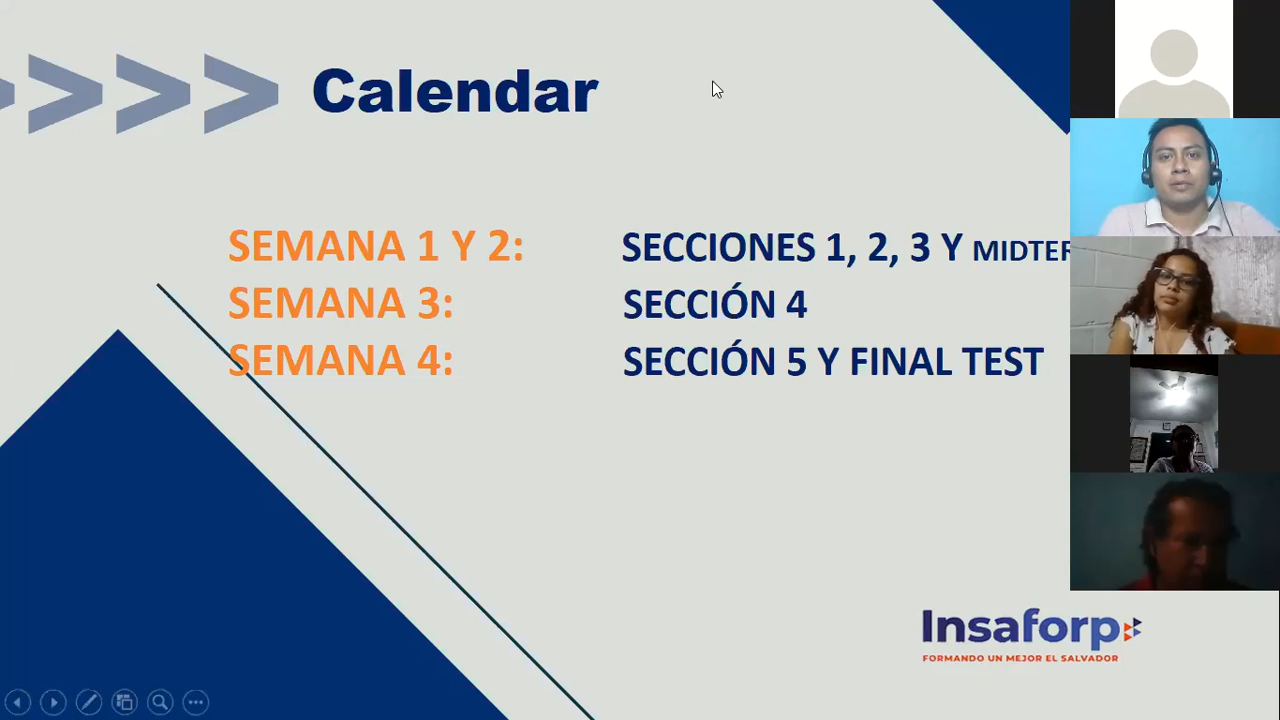 Calendar
SEMANA 1 Y 2: SECCIONES 1, 2, 3 Y
SEMANA 3: SECCIÓN 4
SEMANA 4: SECCIÓN 5 Y FINAL TEST
Insaforp
FORMANDO UN MEJOR EL SALVADOR